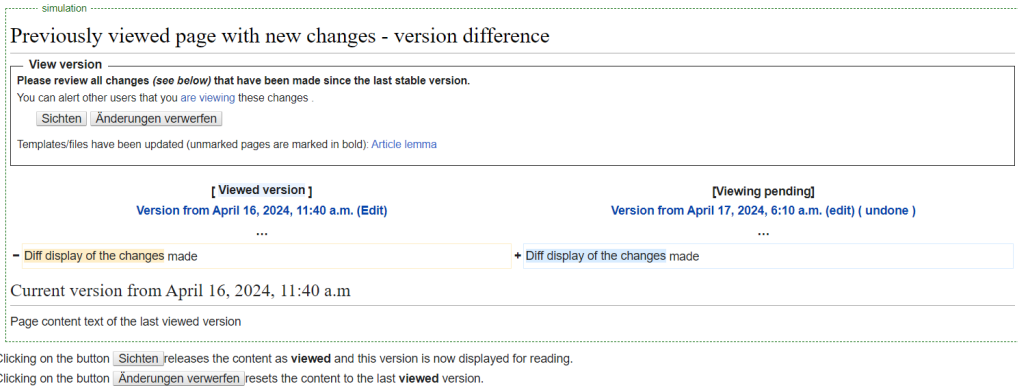 simulation
Previously viewed page with new changes - version difference
View version
Please review all changes (see below) that have been made since the last stable version.
You can alert other users that you are viewing these changes .
Sichten Änderungen verwerfen
Templates/files have been updated (unmarked pages are marked in bold): Article lemma
[ Viewed version ] [Viewing pending]
Version from April 16, 2024, 11:40 a.m. (Edit) Version from April 17, 2024, 6:10 a.m. (edit) ( undone )
... ...
- Diff display of the changes made + Diff display of the changes made
Current version from April 16, 2024, 11:40 a.m
Page content text of the last viewed version
Clicking on the button Sichten releases the content as viewed and this version is now displayed for reading.
Clicking on the button Änderungen verwerfen resets the content to the last viewed version.